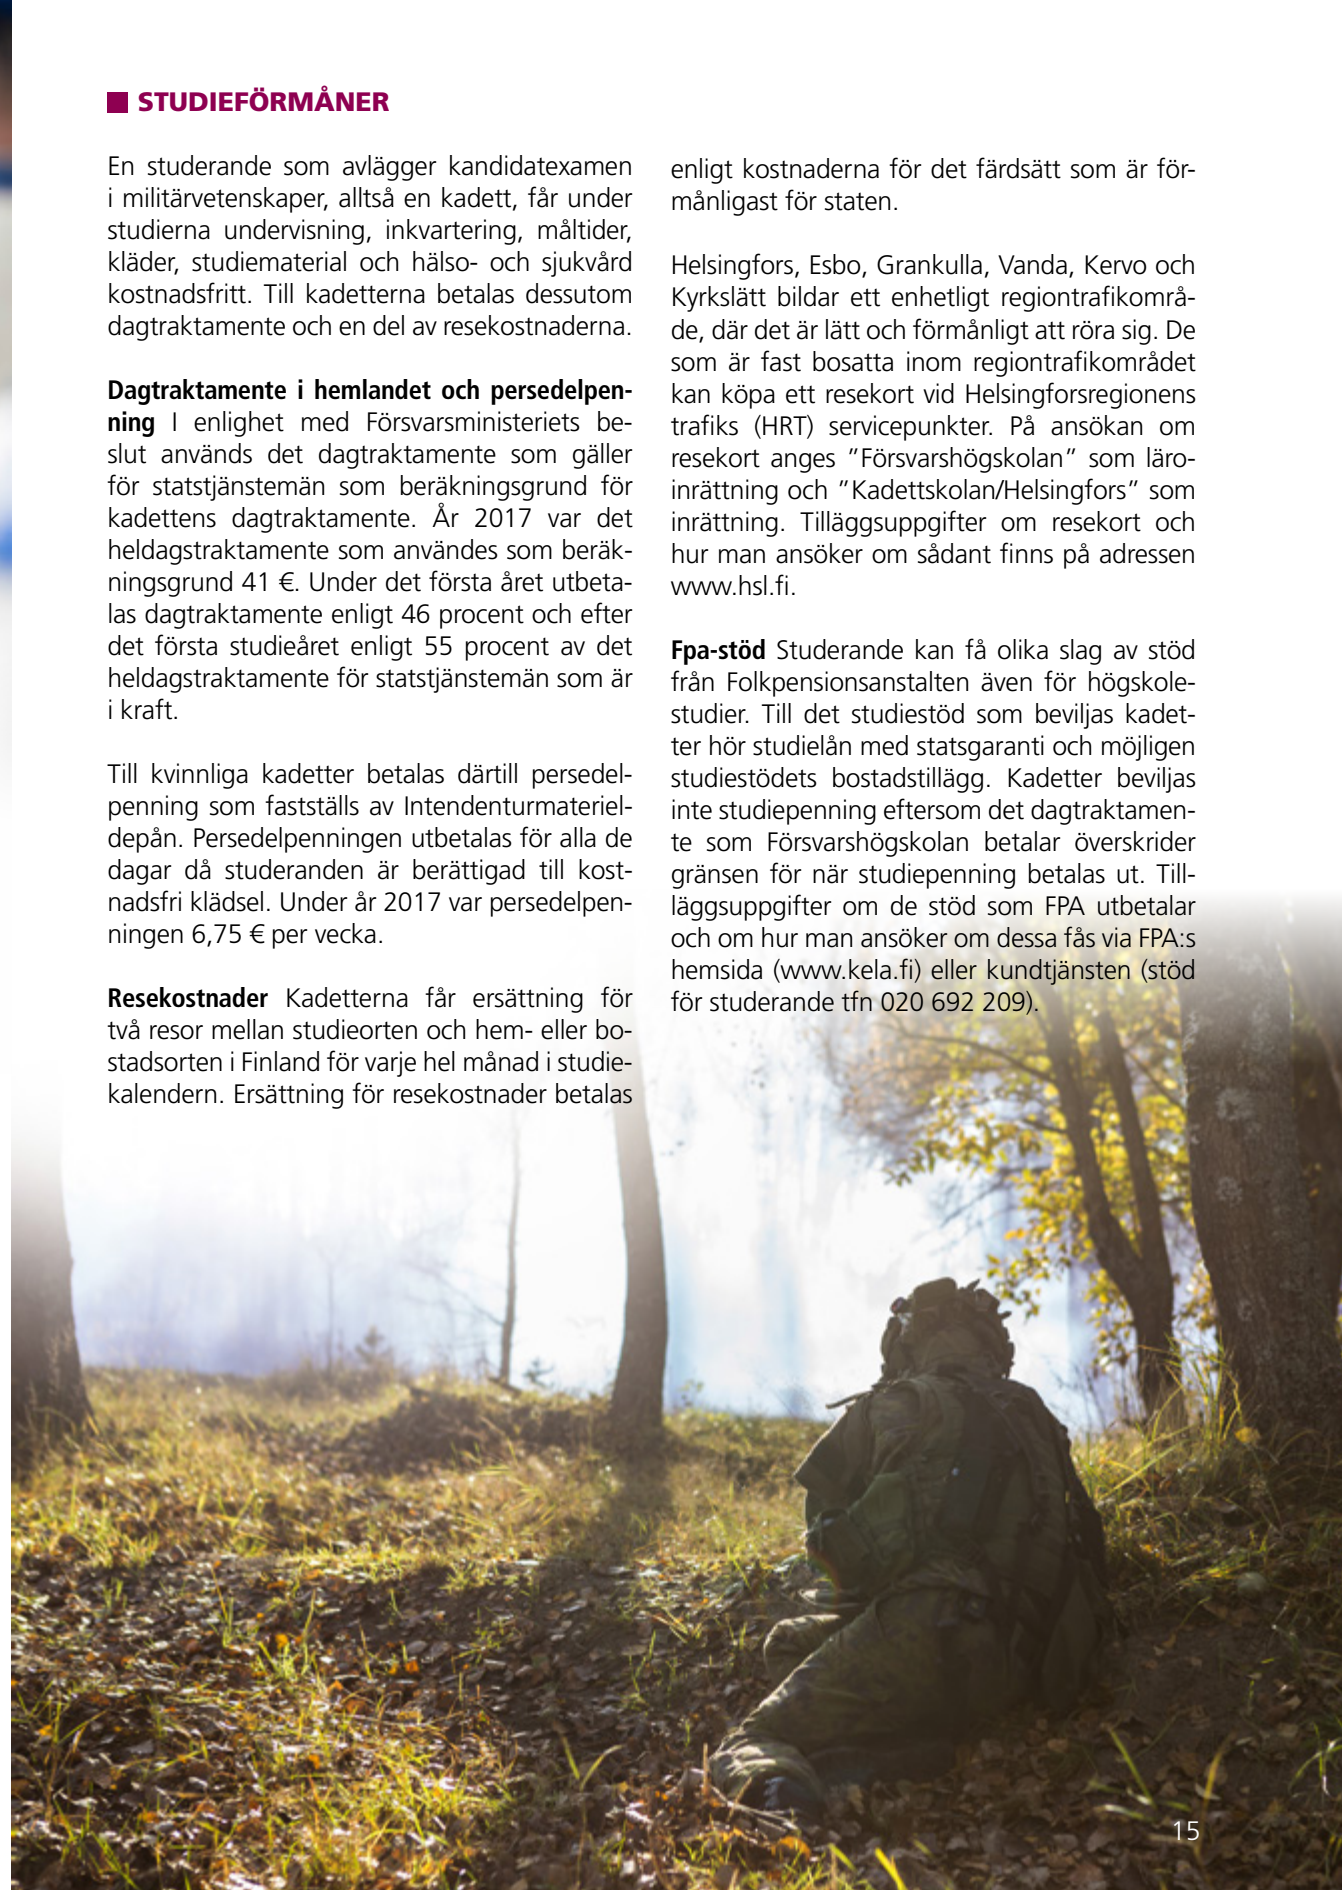 STUDIEFÖRMÅNER
En studerande som avlägger kandidatexamen
i militärvetenskaper, alltså en kadett, får under
studierna undervisning, inkvartering, måltider,
kläder, studiematerial och hälso- och sjukvård
kostnadsfritt. Till kadetterna betalas dessutom
dagtraktamente och en del av resekostnaderna.
Dagtraktamente i hemlandet och persedelpen-
ning I enlighet med Försvarsministeriets be-
slut används det dagtraktamente som gäller
för statstjänstemän som beräkningsgrund för
kadettens dagtraktamente. År 2017 var det
heldagstraktamente som användes som beräk-
ningsgrund 41 €. Under det första året utbeta-
las dagtraktamente enligt 46 procent och efter
det första studieåret enligt 55 procent av det
heldagstraktamente för statstjänstemän som är
i kraft.
Till kvinnliga kadetter betalas därtill persedel-
penning som fastställs av Intendenturmateriel-
depån. Persedelpenningen utbetalas för alla de
dagar då studeranden är berättigad till kost-
nadsfri klädsel. Under år 2017 var persedelpen-
ningen 6,75 € per vecka.
Resekostnader Kadetterna får ersättning för
två resor mellan studieorten och hem- eller bo-
stadsorten i Finland för varje hel månad i studie-
kalendern. Ersättning för resekostnader betalas
enligt kostnaderna för det färdsätt som är för-
månligast för staten.
Helsingfors, Esbo, Grankulla, Vanda, Kervo och
Kyrkslätt bildar ett enhetligt regiontrafikområ-
de, där det är lätt och förmånligt att röra sig. De
som är fast bosatta inom regiontrafikområdet
kan köpa ett resekort vid Helsingforsregionens
trafiks (HRT) servicepunkter. På ansökan om
resekort anges ”Försvarshögskolan” som läro-
inrättning och ”Kadettskolan/Helsingfors” som
inrättning. Tilläggsuppgifter om resekort och
hur man ansöker om sådant finns på adressen
www.hsl.fi.
Fpa-stöd Studerande kan få olika slag av stöd
från Folkpensionsanstalten även för högskole-
studier. Till det studiestöd som beviljas kadet-
ter hör studielån med statsgaranti och möjligen
studiestödets bostadstillägg. Kadetter beviljas
inte studiepenning eftersom det dagtraktamen-
te som Försvarshögskolan betalar överskrider
gränsen för när studiepenning betalas ut. Till-
läggsuppgifter om de stöd som FPA utbetalar
och om hur man ansöker om dessa fås via FPA:s
hemsida (www.kela.fi) eller kundtjänsten (stöd
för studerande tfn 020 692 209).
15